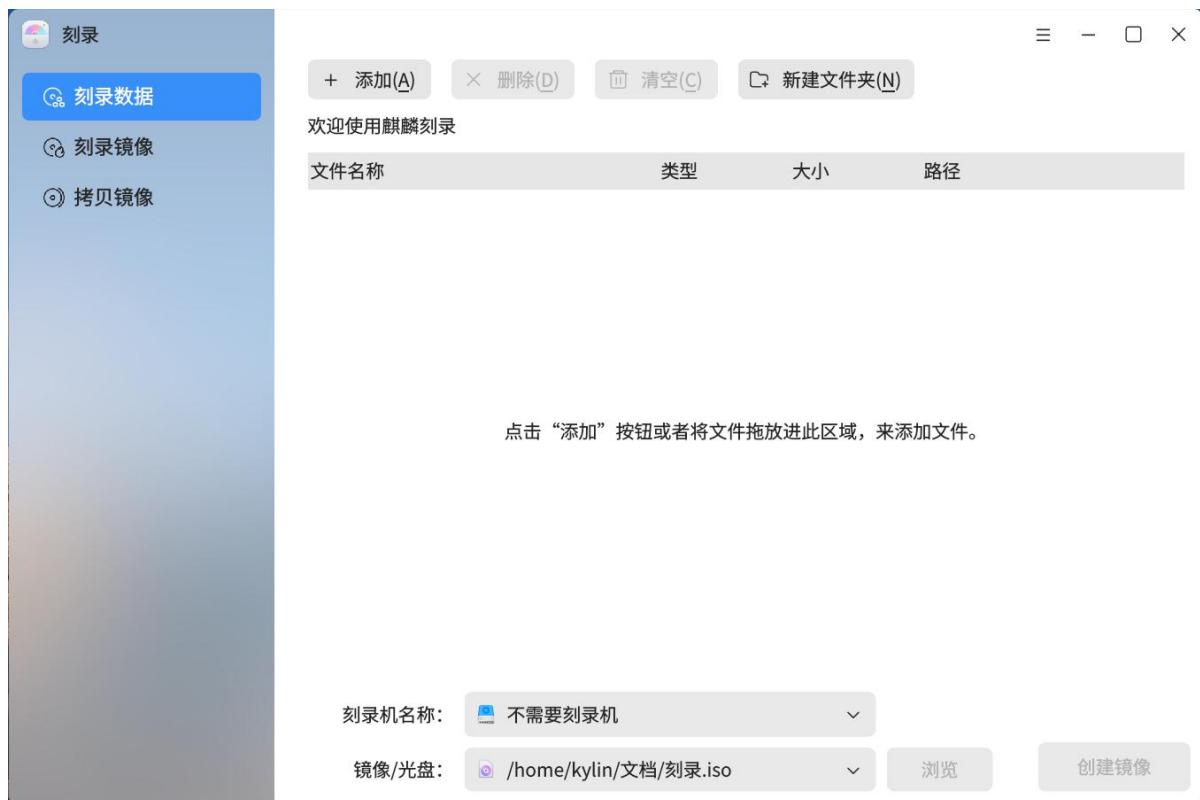 刻录
刻录数据
刻录镜像
拷贝镜像
添加(A) 删除(D) 清空(C) 新建文件夹(N)
欢迎使用麒麟刻录
文件名称 类型 大小 路径
点击“添加”按钮或者将文件拖放进此区域，来添加文件。
刻录机名称： 不需要刻录机
镜像/光盘： /home/kylin/文档/刻录.iso 浏览 创建镜像